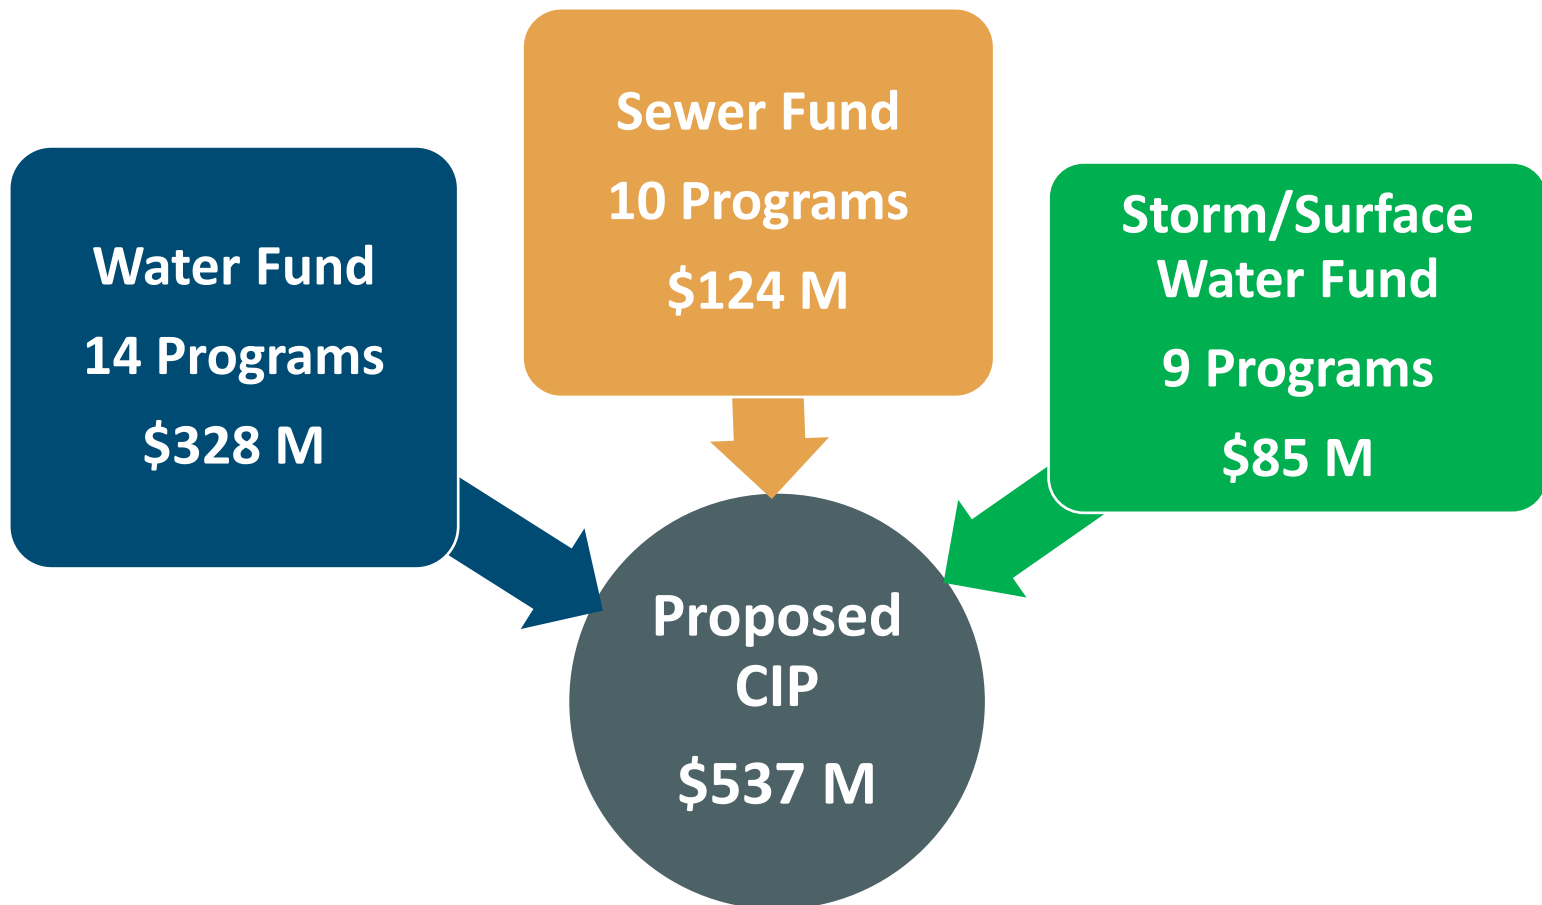 Water Fund
14 Programs
$328 M
Sewer Fund
10 Programs
$124 M
Storm/Surface
Water Fund
9 Programs
$85 M
Proposed
CIP
$537 M